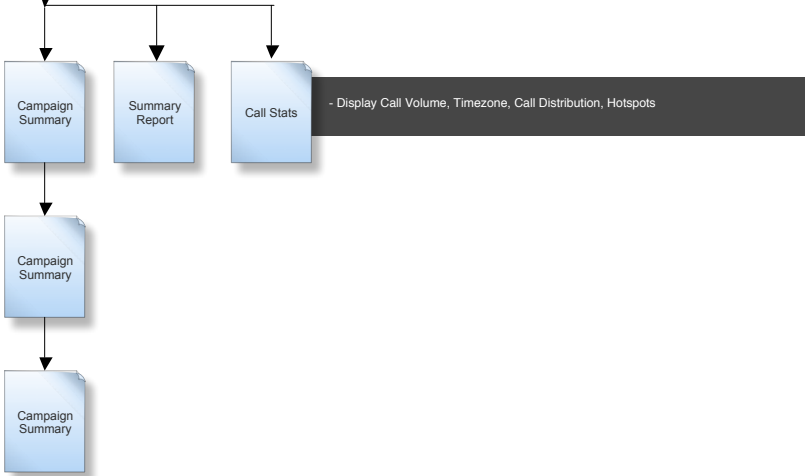 Campaign
Summary
Summary
Report
Call Stats
- Display Call Volume, Timezone, Call Distribution, Hotspots
Campaign
Summary
Campaign
Summary